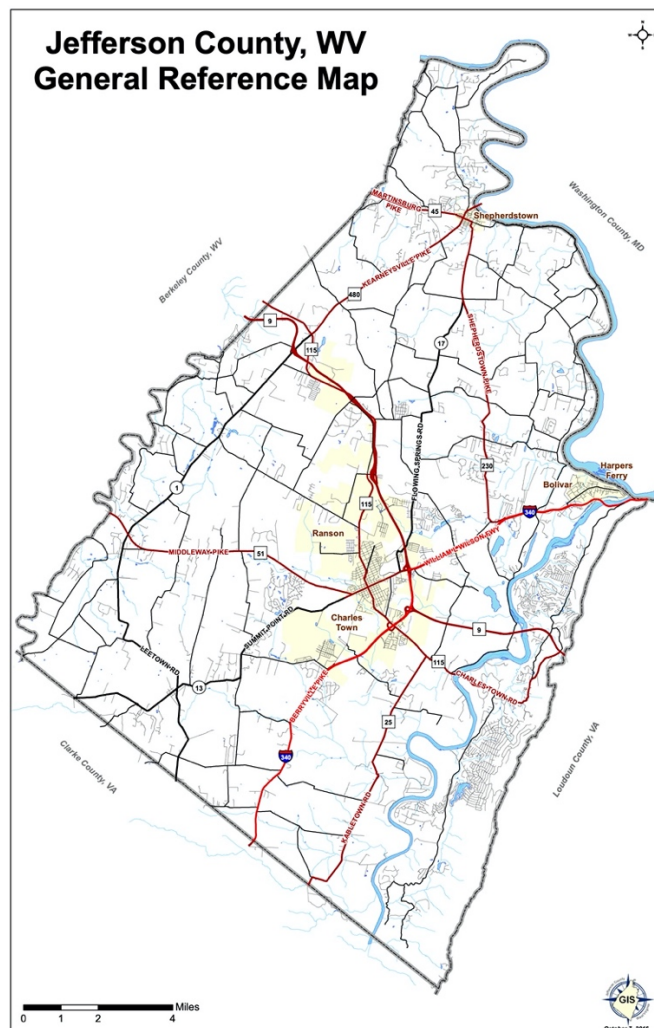 Jefferson County, WV
General Reference Map
N
Washington County, MD
MARTINSBURG
PIKE
45
Shepherdstown
Berkeley County, WV
KEARNEYSVILLE PIKE
480
9
115
17
SHEPHERDSTOWN PIKE
FLOWING SPRINGS RD
230
Harpers
Ferry
Bolivar
1
115
340
Ranson
WILLIAM L WILSON FWY
MIDDLEWAY PIKE
51
SUMMIT POINT RD
Charles
Town
9
LEETOWN RD
115
CHARLES TOWN RD
13
BERRYVILLE PIKE
25
340
Clarke County, VA
Loudoun County, VA
KABLETOWN RD
Miles
0 1 2 4
GIS